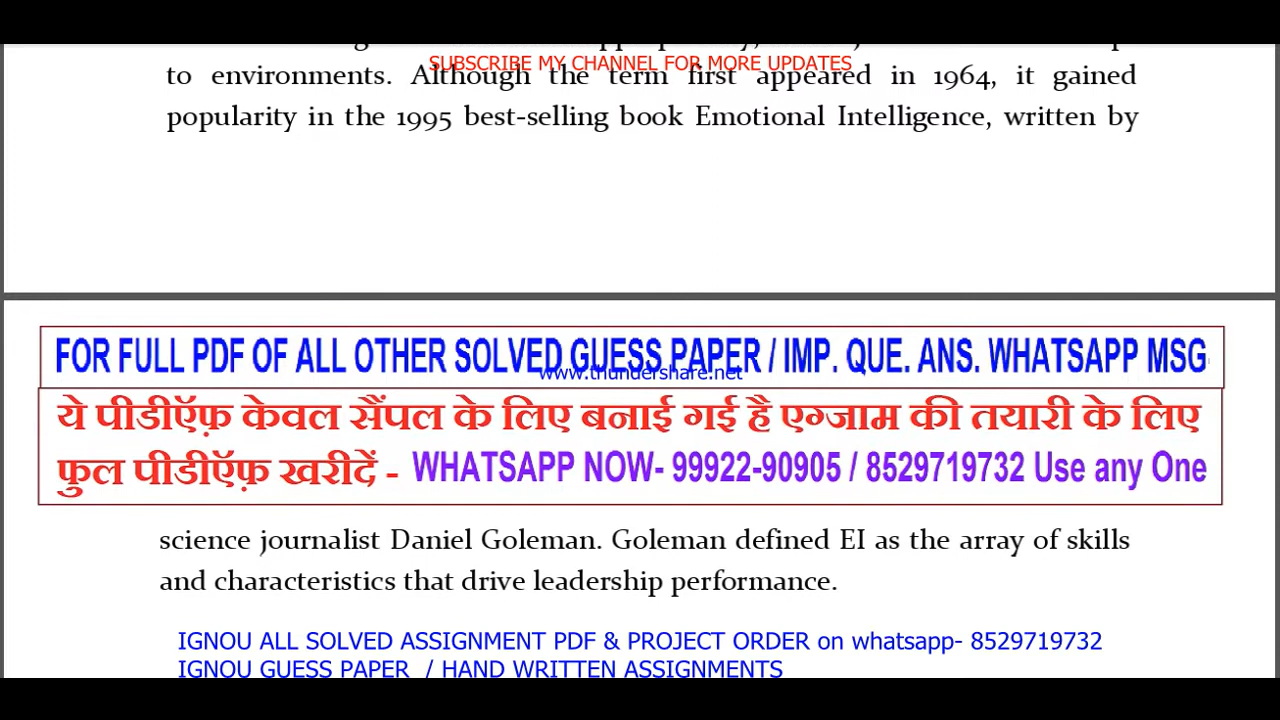 SUBSCRIBE MY CHANNEL FOR MORE UPDATES
to environments. Although the term first appeared in 1964, it gained
popularity in the 1995 best-selling book Emotional Intelligence, written by
FOR FULL PDF OF ALL OTHER SOLVED GUESS PAPER / IMP. QUE. ANS. WHATSAPP MSG
www.thundershare.net
ये पीडीऍफ़ केवल सैंपल के लिए बनाई गई है एग्जाम की तयारी के लिए
फुल पीडीऍफ़ खरीदें - WHATSAPP NOW- 99922-90905 / 8529719732 Use any One
science journalist Daniel Goleman. Goleman defined EI as the array of skills
and characteristics that drive leadership performance.
IGNOU ALL SOLVED ASSIGNMENT PDF & PROJECT ORDER on whatsapp- 8529719732
IGNOU GUESS PAPER / HAND WRITTEN ASSIGNMENTS